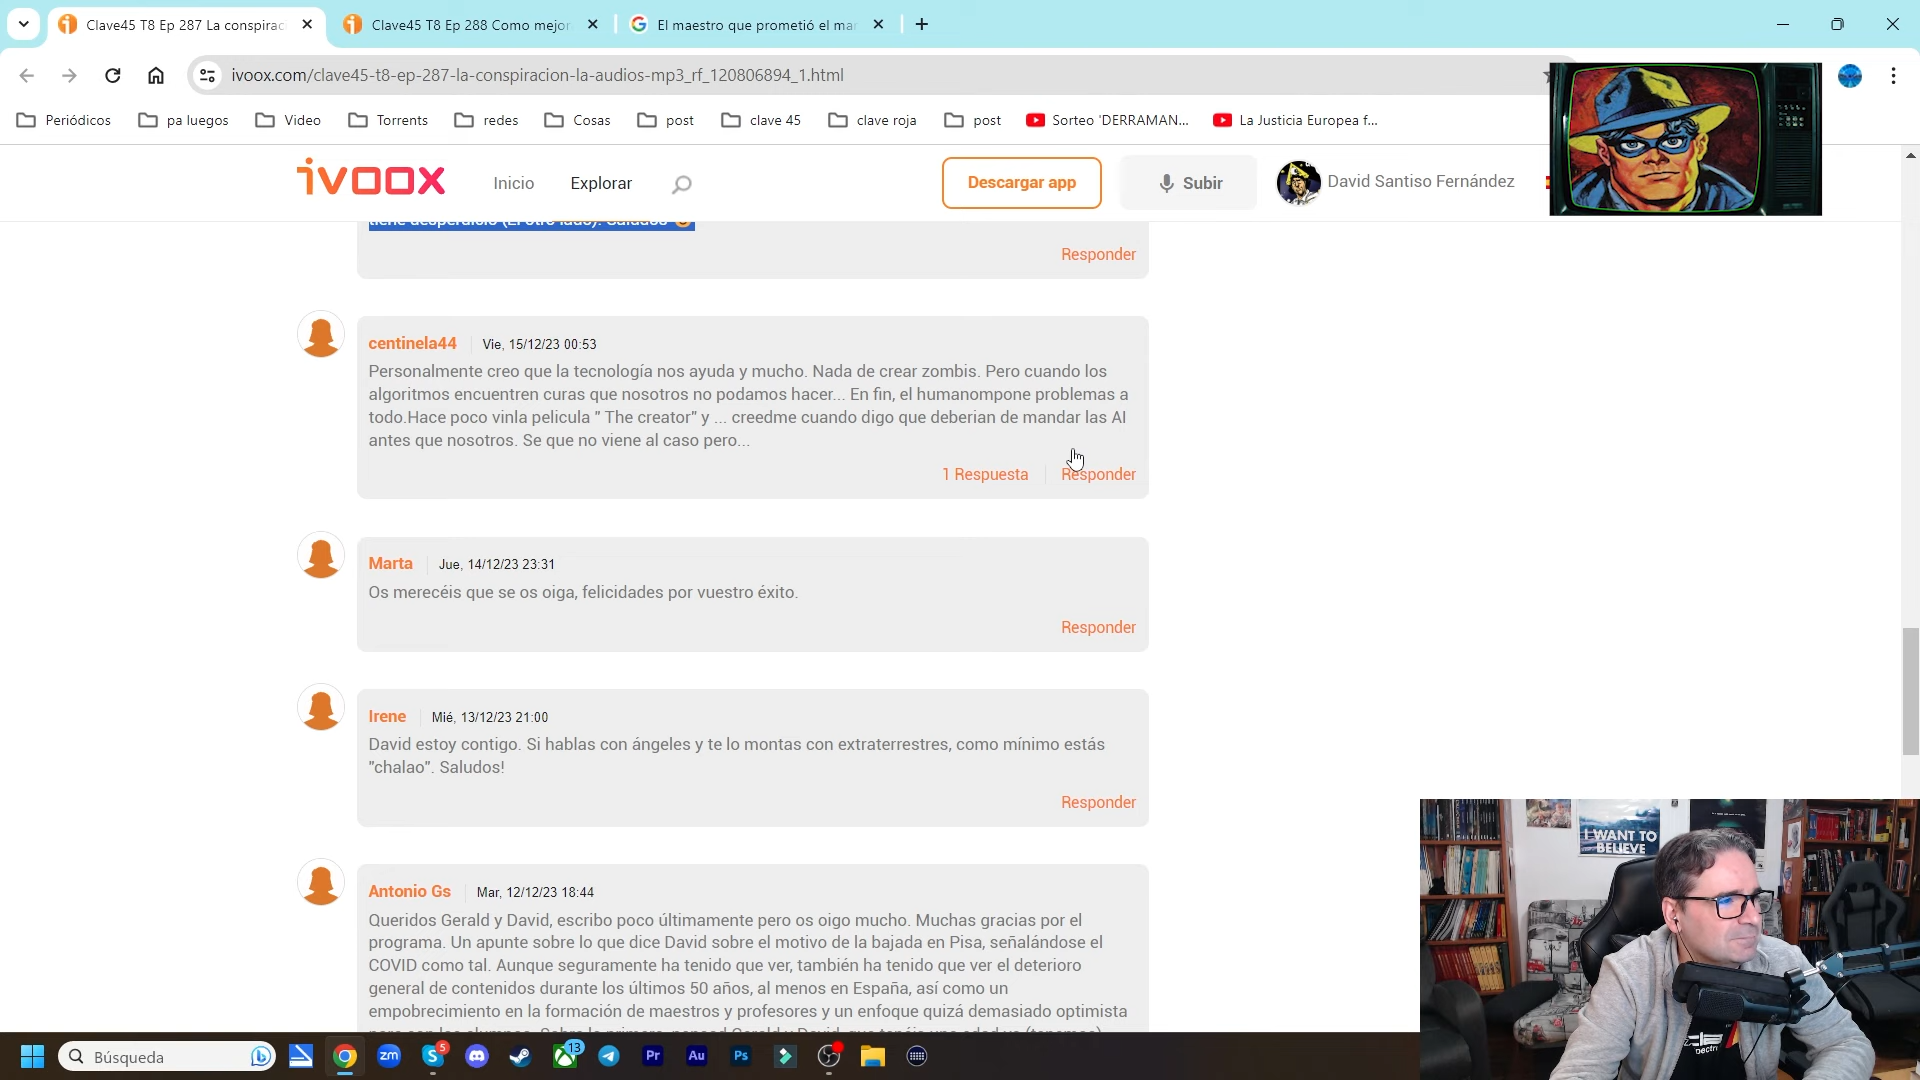 Clave45 T8 Ep 287 La conspirac
Clave45 T8 Ep 288 Como mejor
El maestro que prometió el mar
ivoox.com/clave45-t8-ep-287-la-conspiracion-la-audios-mp3_rf_120806894_1.html
Periódicos
pa luegos
Video
Torrents
redes
Cosas
post
clave 45
clave roja
post
Sorteo 'DERRAMAN...
La Justicia Europea f...
ivoox
Inicio
Explorar
Descargar app
Subir
David Santiso Fernández
Responder
centinela44 Vie, 15/12/23 00:53
Personalmente creo que la tecnología nos ayuda y mucho. Nada de crear zombis. Pero cuando los
algoritmos encuentren curas que nosotros no podamos hacer... En fin, el humanompone problemas a
todo.Hace poco vinla pelicula " The creator" y ... creedme cuando digo que deberian de mandar las AI
antes que nosotros. Se que no viene al caso pero...
1 Respuesta
Responder
Marta Jue, 14/12/23 23:31
Os merecéis que se os oiga, felicidades por vuestro éxito.
Responder
Irene Mié, 13/12/23 21:00
David estoy contigo. Si hablas con ángeles y te lo montas con extraterrestres, como mínimo estás
"chalao". Saludos!
Responder
Antonio Gs Mar, 12/12/23 18:44
Queridos Gerald y David, escribo poco últimamente pero os oigo mucho. Muchas gracias por el
programa. Un apunte sobre lo que dice David sobre el motivo de la bajada en Pisa, señalándose el
COVID como tal. Aunque seguramente ha tenido que ver, también ha tenido que ver el deterioro
general de contenidos durante los últimos 50 años, al menos en España, así como un
empobrecimiento en la formación de maestros y profesores y un enfoque quizá demasiado optimista
I WANT TO
BELIEVE
Búsqueda
zm
5
13
Pr
Au
Ps